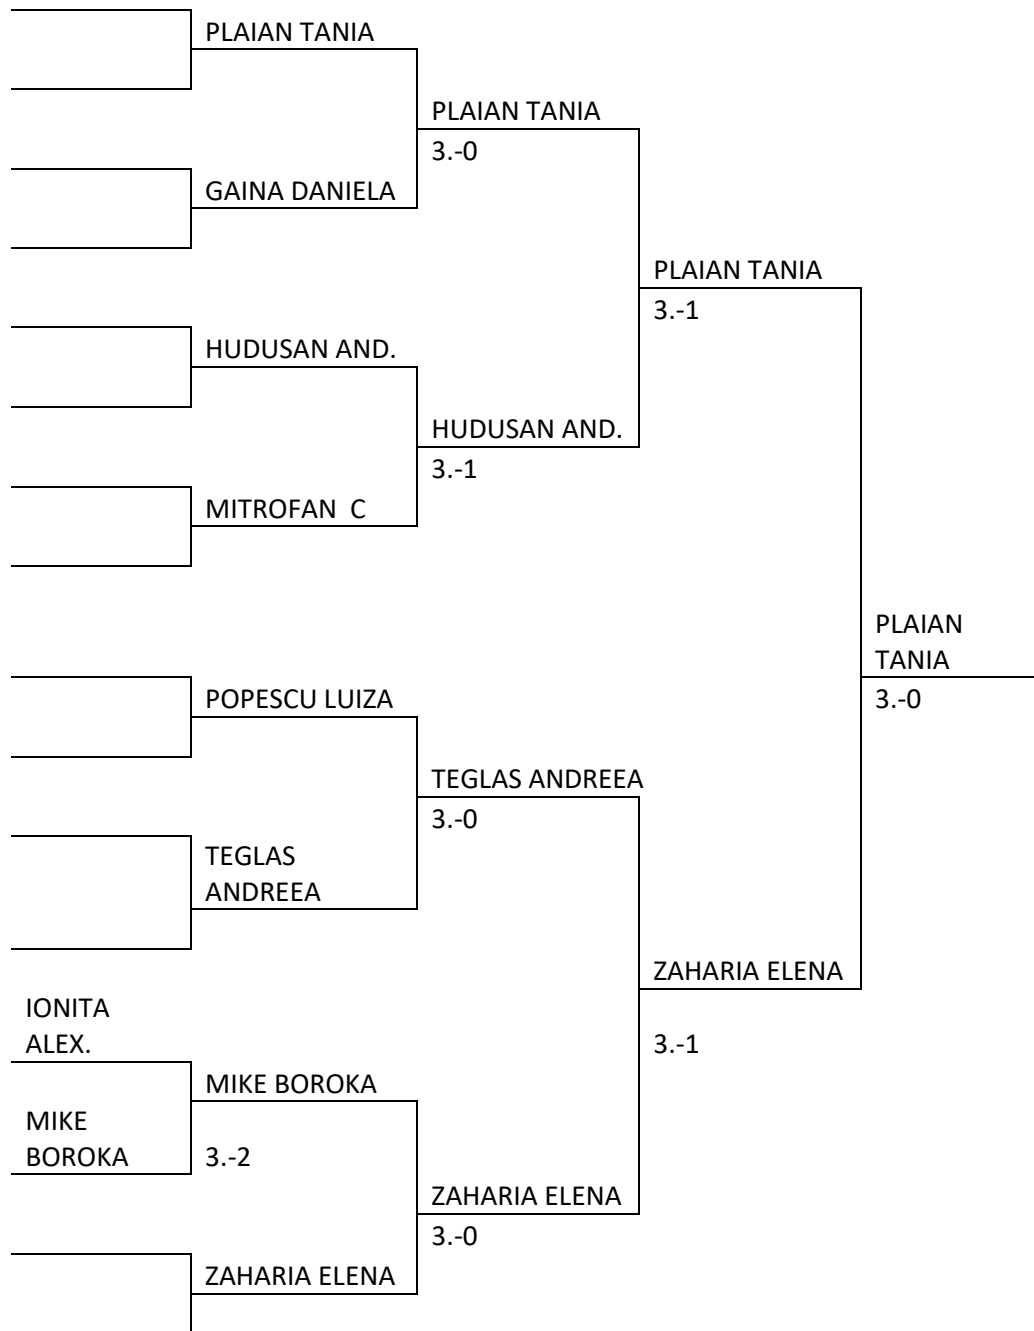 PLAIAN TANIA
PLAIAN TANIA
3.-0
GAINA DANIELA
PLAIAN TANIA
3.-1
HUDUSAN AND.
HUDUSAN AND.
3.-1
MITROFAN  C
PLAIAN
TANIA
3.-0
POPESCU LUIZA
TEGLAS ANDREEA
3.-0
TEGLAS
ANDREEA
ZAHARIA ELENA
3.-1
IONITA
ALEX.
MIKE BOROKA
3.-2
MIKE
BOROKA
ZAHARIA ELENA
3.-0
ZAHARIA ELENA